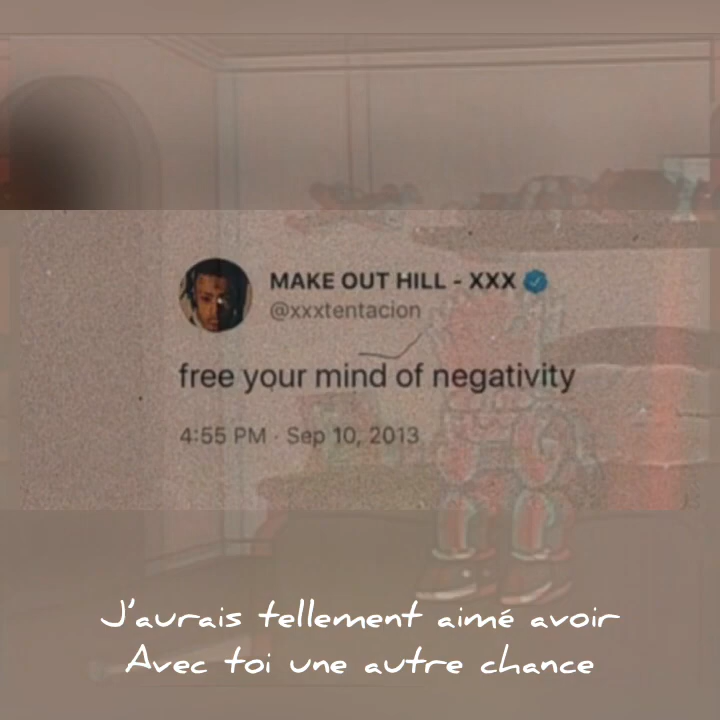 MAKE OUT HILL - XXX
@xxxtentacion
free your mind of negativity
4:55 PM · Sep 10, 2013
J'aurais tellement aimé avoir
Avec toi une autre chance